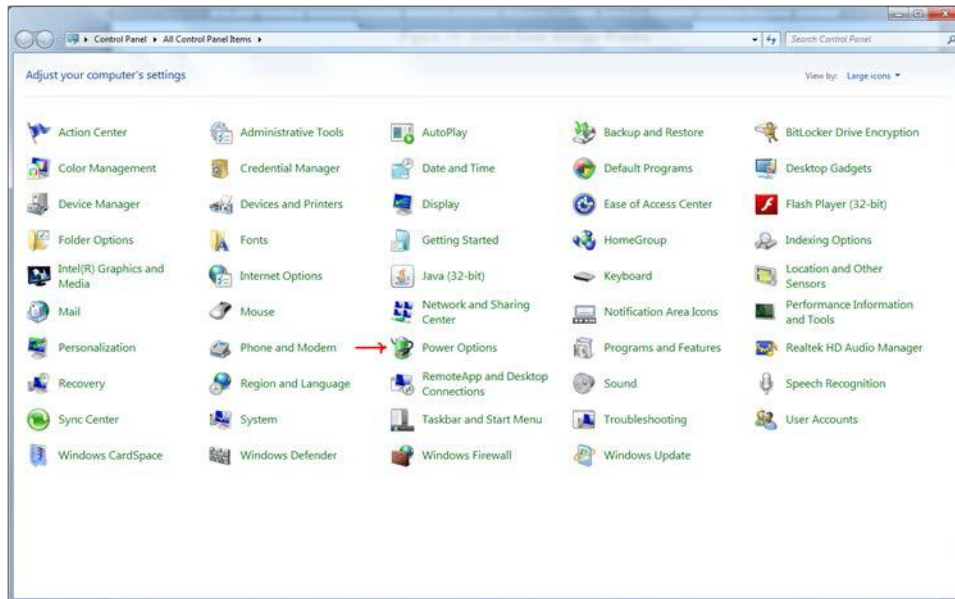 Control Panel ▸ All Control Panel Items ▸
Search Control Panel
Adjust your computer's settings
View by: Large icons
Action Center
Administrative Tools
AutoPlay
Backup and Restore
BitLocker Drive Encryption
Color Management
Credential Manager
Date and Time
Default Programs
Desktop Gadgets
Device Manager
Devices and Printers
Display
Ease of Access Center
Flash Player (32-bit)
Folder Options
Fonts
Getting Started
HomeGroup
Indexing Options
Intel(R) Graphics and
Media
Internet Options
Java (32-bit)
Keyboard
Location and Other
Sensors
Mail
Mouse
Network and Sharing
Center
Notification Area Icons
Performance Information
and Tools
Personalization
Phone and Modem
Power Options
Programs and Features
Realtek HD Audio Manager
Recovery
Region and Language
RemoteApp and Desktop
Connections
Sound
Speech Recognition
Sync Center
System
Taskbar and Start Menu
Troubleshooting
User Accounts
Windows CardSpace
Windows Defender
Windows Firewall
Windows Update